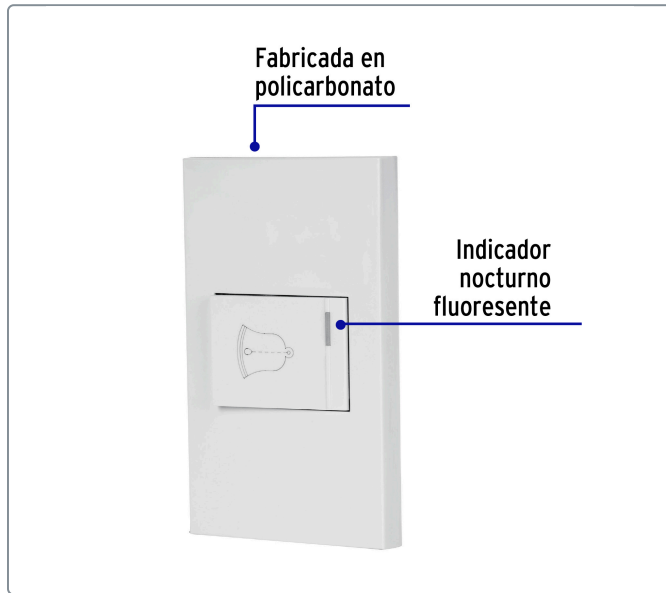 Fabricada en
policarbonato
Indicador
nocturno
fluoresente